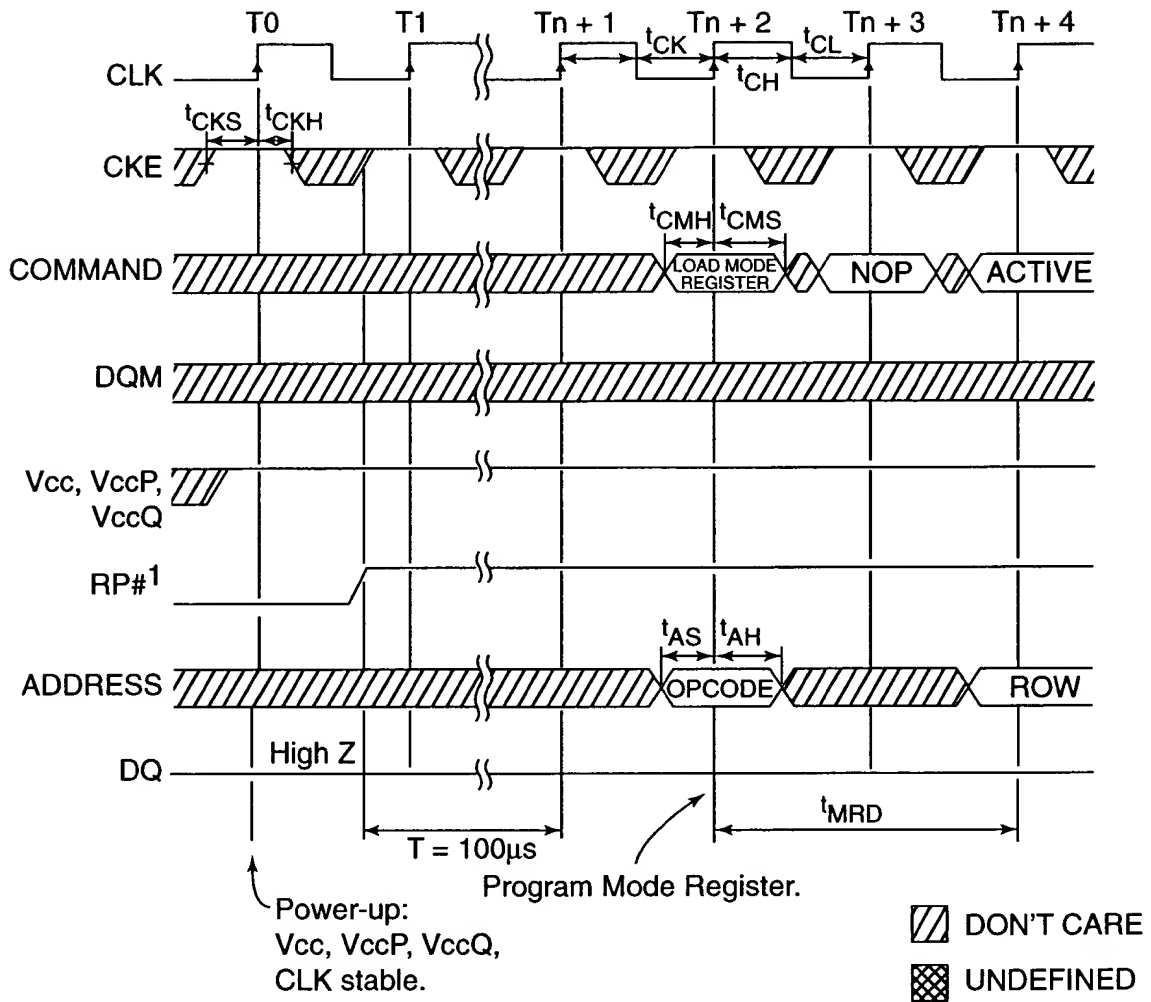 T0 T1 Tn + 1 Tn + 2 Tn + 3 Tn + 4
tCK tCL
CLK
tCH
tCKS tCKH
CKE
tCMH tCMS
COMMAND LOAD MODE REGISTER NOP ACTIVE
DQM
Vcc, VccP,
VccQ
RP#1
tAS tAH
ADDRESS OPCODE ROW
High Z
DQ
tMRD
T = 100µs
Program Mode Register.
Power-up:
Vcc, VccP, VccQ,
CLK stable.
DON'T CARE
UNDEFINED